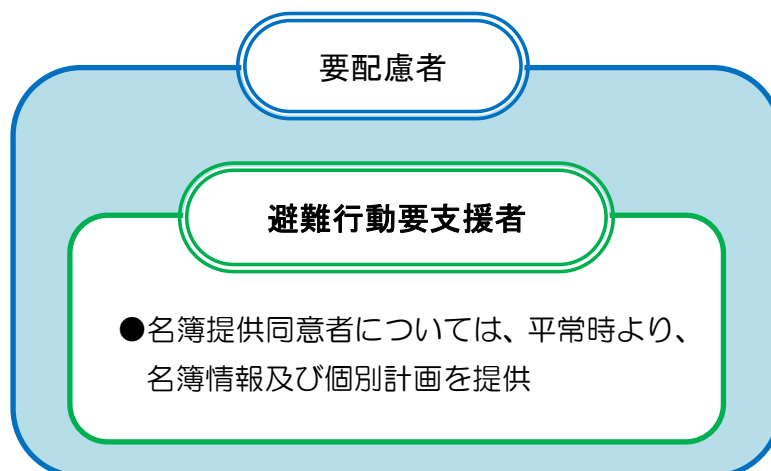 要配慮者
避難行動要支援者
●名簿提供同意者については、平常時より、
名簿情報及び個別計画を提供